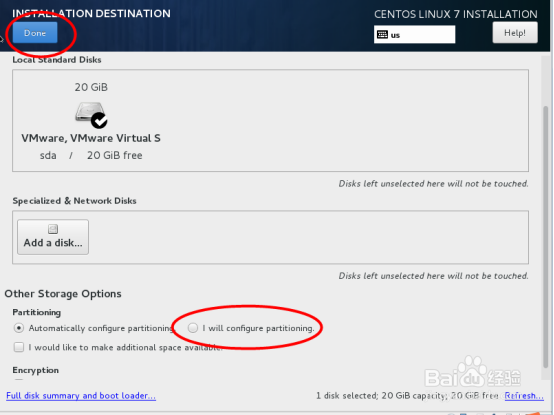 INSTALLATION DESTINATION
CENTOS LINUX 7 INSTALLATION
Done
us
Help!
Local Standard Disks
20 GiB
VMware, VMware Virtual S
sda / 20 GiB free
Disks left unselected here will not be touched.
Specialized & Network Disks
Add a disk...
Disks left unselected here will not be touched.
Other Storage Options
Partitioning
Automatically configure partitioning. I will configure partitioning.
I would like to make additional space available.
Encryption
Full disk summary and boot loader...
1 disk selected; 20 GiB capacity; 20 GiB free Refresh...
Baidu 经验